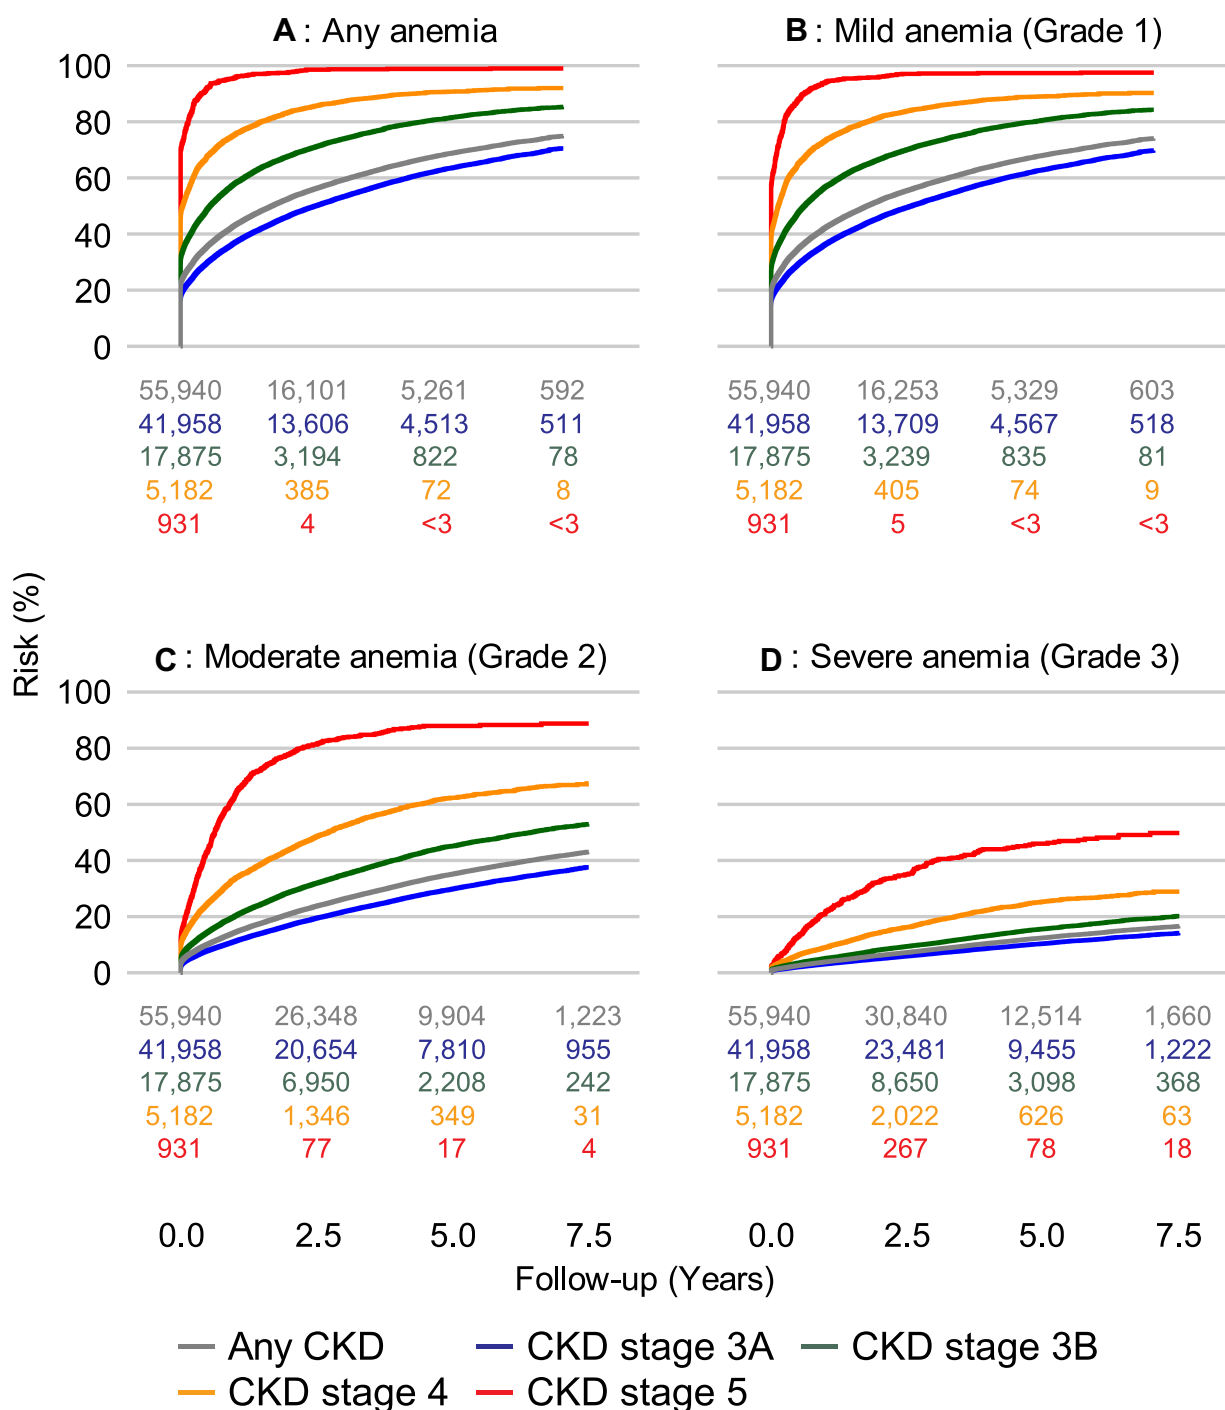 A : Any anemia
B : Mild anemia (Grade 1)
100
80
60
40
20
0
55,940 16,101 5,261 592
41,958 13,606 4,513 511
17,875 3,194 822 78
5,182 385 72 8
931 4 <3 <3
55,940 16,253 5,329 603
41,958 13,709 4,567 518
17,875 3,239 835 81
5,182 405 74 9
931 5 <3 <3
Risk (%)
C : Moderate anemia (Grade 2)
D : Severe anemia (Grade 3)
100
80
60
40
20
0
55,940 26,348 9,904 1,223
41,958 20,654 7,810 955
17,875 6,950 2,208 242
5,182 1,346 349 31
931 77 17 4
55,940 30,840 12,514 1,660
41,958 23,481 9,455 1,222
17,875 8,650 3,098 368
5,182 2,022 626 63
931 267 78 18
0.0 2.5 5.0 7.5
0.0 2.5 5.0 7.5
Follow-up (Years)
Any CKD
CKD stage 3A
CKD stage 3B
CKD stage 4
CKD stage 5